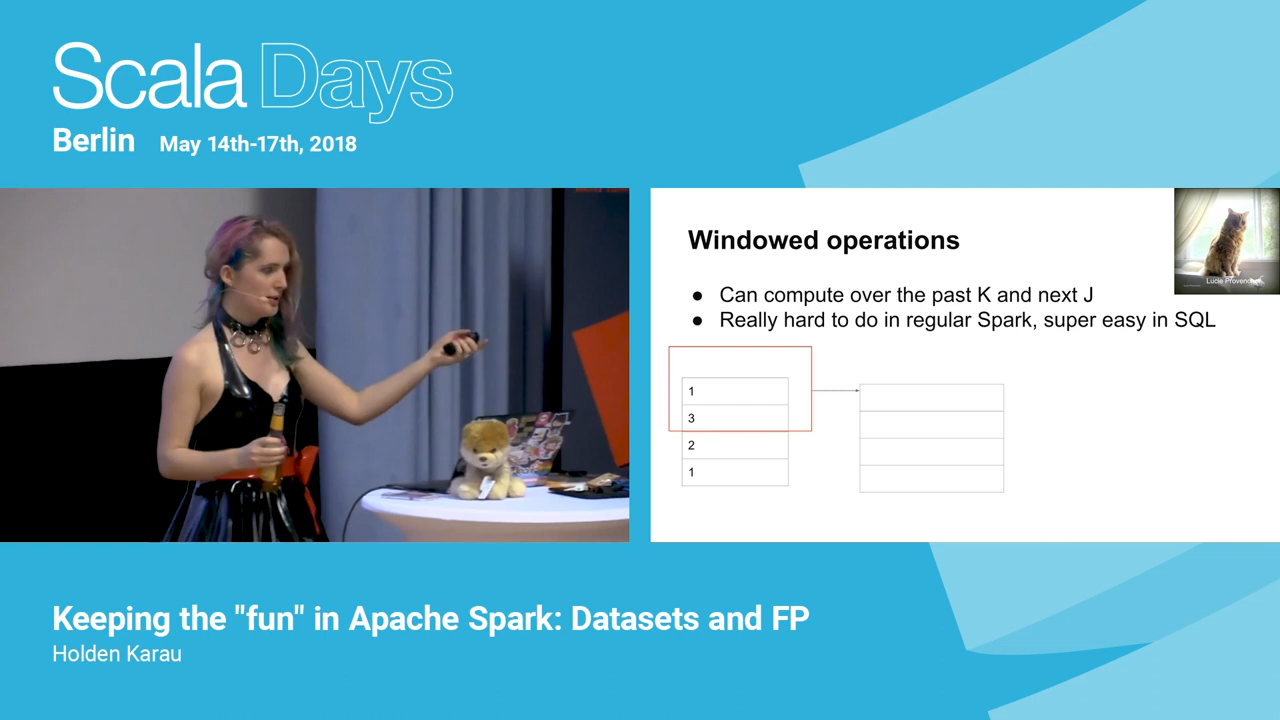 Scala Days
Berlin May 14th-17th, 2018
Windowed operations
● Can compute over the past K and next J
● Really hard to do in regular Spark, super easy in SQL
1
3
2
1
Keeping the "fun" in Apache Spark: Datasets and FP
Holden Karau